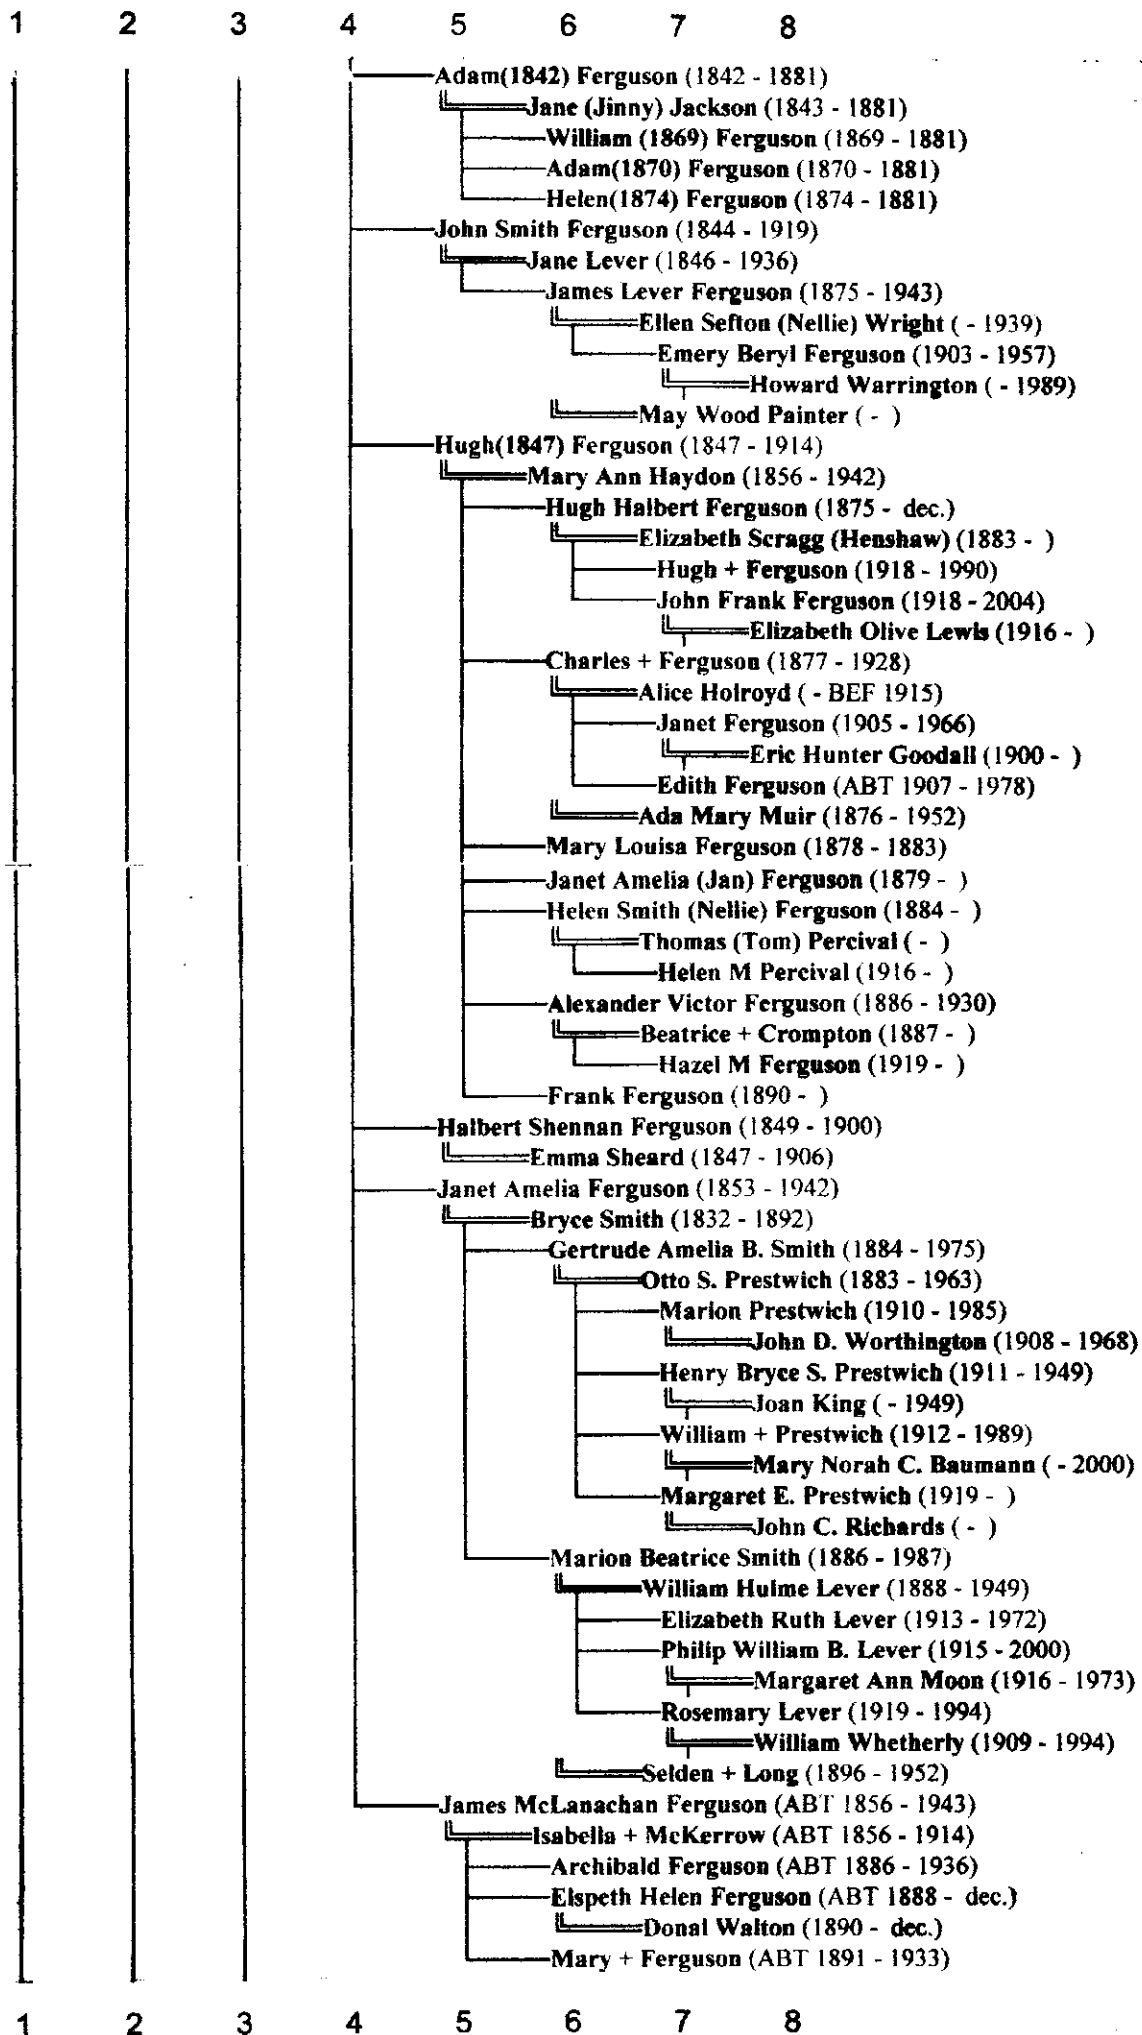 1 2 3 4 5 6 7 8
Adam(1842) Ferguson (1842 - 1881)
Jane (Jinny) Jackson (1843 - 1881)
William (1869) Ferguson (1869 - 1881)
Adam(1870) Ferguson (1870 - 1881)
Helen(1874) Ferguson (1874 - 1881)
John Smith Ferguson (1844 - 1919)
Jane Lever (1846 - 1936)
James Lever Ferguson (1875 - 1943)
Ellen Sefton (Nellie) Wright ( - 1939)
Emery Beryl Ferguson (1903 - 1957)
Howard Warrington ( - 1989)
May Wood Painter ( - )
Hugh(1847) Ferguson (1847 - 1914)
Mary Ann Haydon (1856 - 1942)
Hugh Halbert Ferguson (1875 - dec.)
Elizabeth Scragg (Henshaw) (1883 - )
Hugh + Ferguson (1918 - 1990)
John Frank Ferguson (1918 - 2004)
Elizabeth Olive Lewis (1916 - )
Charles + Ferguson (1877 - 1928)
Alice Holroyd ( - BEF 1915)
Janet Ferguson (1905 - 1966)
Eric Hunter Goodall (1900 - )
Edith Ferguson (ABT 1907 - 1978)
Ada Mary Muir (1876 - 1952)
Mary Louisa Ferguson (1878 - 1883)
Janet Amelia (Jan) Ferguson (1879 - )
Helen Smith (Nellie) Ferguson (1884 - )
Thomas (Tom) Percival ( - )
Helen M Percival (1916 - )
Alexander Victor Ferguson (1886 - 1930)
Beatrice + Crompton (1887 - )
Hazel M Ferguson (1919 - )
Frank Ferguson (1890 - )
Halbert Shennan Ferguson (1849 - 1900)
Emma Sheard (1847 - 1906)
Janet Amelia Ferguson (1853 - 1942)
Bryce Smith (1832 - 1892)
Gertrude Amelia B. Smith (1884 - 1975)
Otto S. Prestwich (1883 - 1963)
Marion Prestwich (1910 - 1985)
John D. Worthington (1908 - 1968)
Henry Bryce S. Prestwich (1911 - 1949)
Joan King ( - 1949)
William + Prestwich (1912 - 1989)
Mary Norah C. Baumann ( - 2000)
Margaret E. Prestwich (1919 - )
John C. Richards ( - )
Marion Beatrice Smith (1886 - 1987)
William Hulme Lever (1888 - 1949)
Elizabeth Ruth Lever (1913 - 1972)
Philip William B. Lever (1915 - 2000)
Margaret Ann Moon (1916 - 1973)
Rosemary Lever (1919 - 1994)
William Whetherly (1909 - 1994)
Selden + Long (1896 - 1952)
James McLanachan Ferguson (ABT 1856 - 1943)
Isabella + McKerrow (ABT 1856 - 1914)
Archibald Ferguson (ABT 1886 - 1936)
Elspeth Helen Ferguson (ABT 1888 - dec.)
Donal Walton (1890 - dec.)
Mary + Ferguson (ABT 1891 - 1933)
1 2 3 4 5 6 7 8